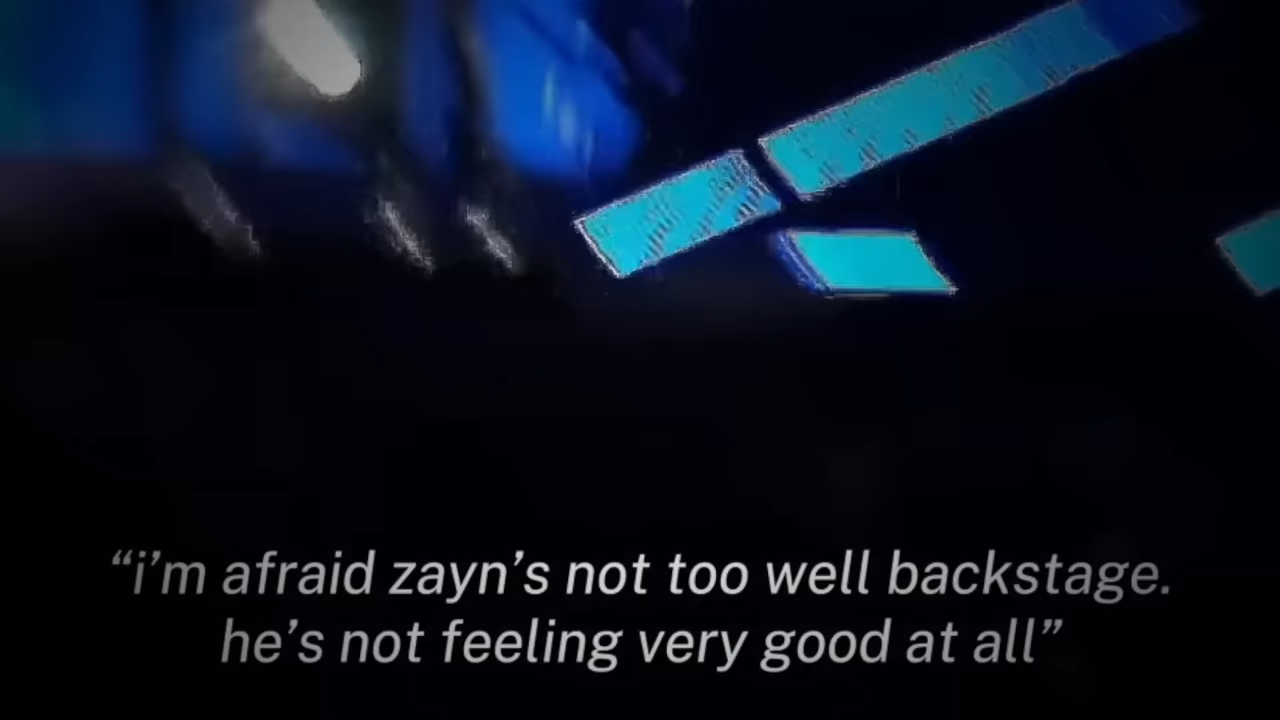 “i’m afraid zayn’s not too well backstage.
he’s not feeling very good at all”